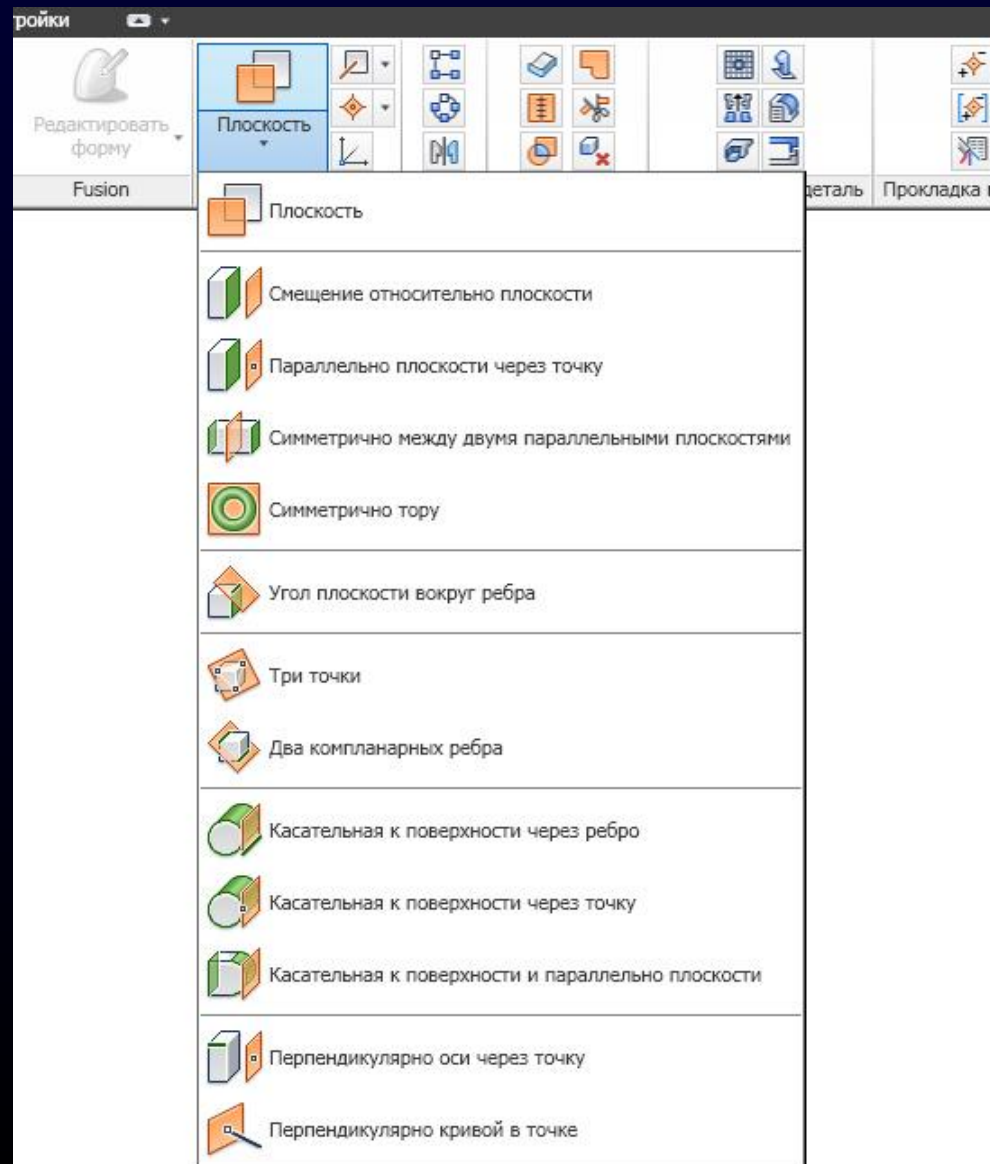 тройки
Редактировать
форму
Плоскость
Fusion
деталь
Прокладка
Плоскость
Смещение относительно плоскости
Параллельно плоскости через точку
Симметрично между двумя параллельными плоскостями
Симметрично тору
Угол плоскости вокруг ребра
Три точки
Два компланарных ребра
Касательная к поверхности через ребро
Касательная к поверхности через точку
Касательная к поверхности и параллельно плоскости
Перпендикулярно оси через точку
Перпендикулярно кривой в точке